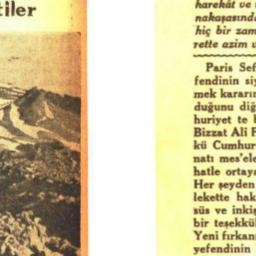 tiler
harekât ve
nakaşasında
hiç bir zam
rette azim v
Paris Sef
fendinin siy
mek kararın
duğunu diğ
huriyet te b
Bizzat Ali F
kü Cumhur
natı mes'ele
hatle ortaya
Her şeyden
lekette hak
süs ve inkiş
bir teşekkül
Yeni fırkanı
yefendinin